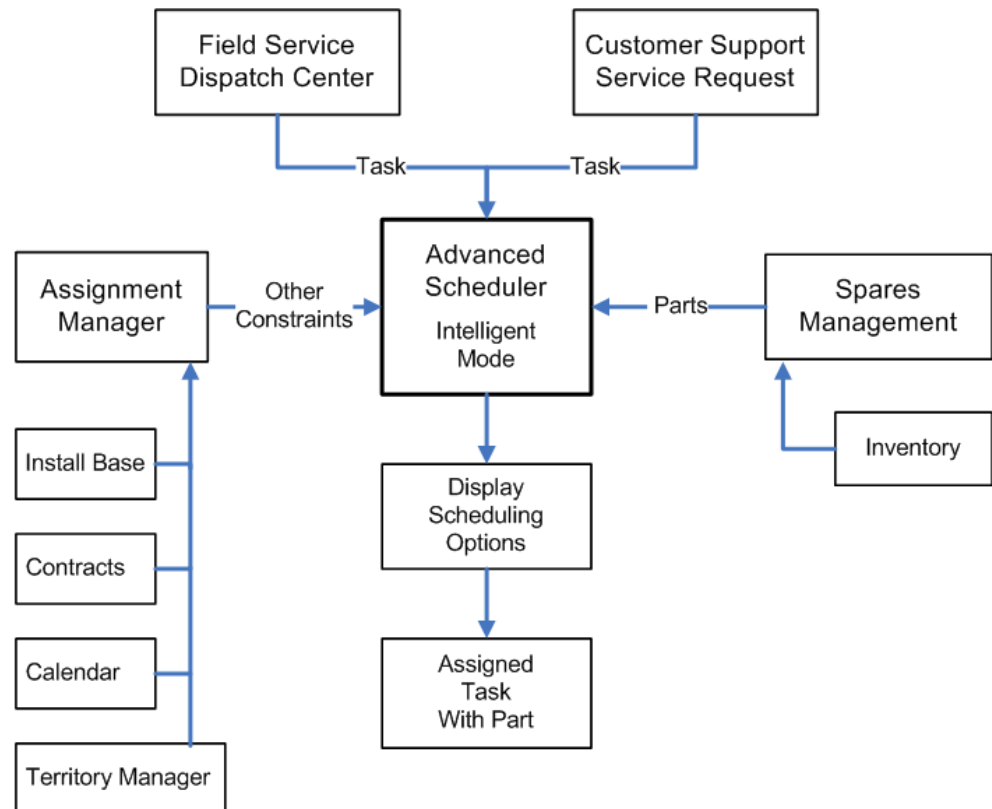 Field Service
Dispatch Center
Customer Support
Service Request
Task
Task
Assignment
Manager
Other
Constraints
Advanced
Scheduler
Intelligent
Mode
Parts
Spares
Management
Install Base
Contracts
Calendar
Territory Manager
Inventory
Display
Scheduling
Options
Assigned
Task
With Part